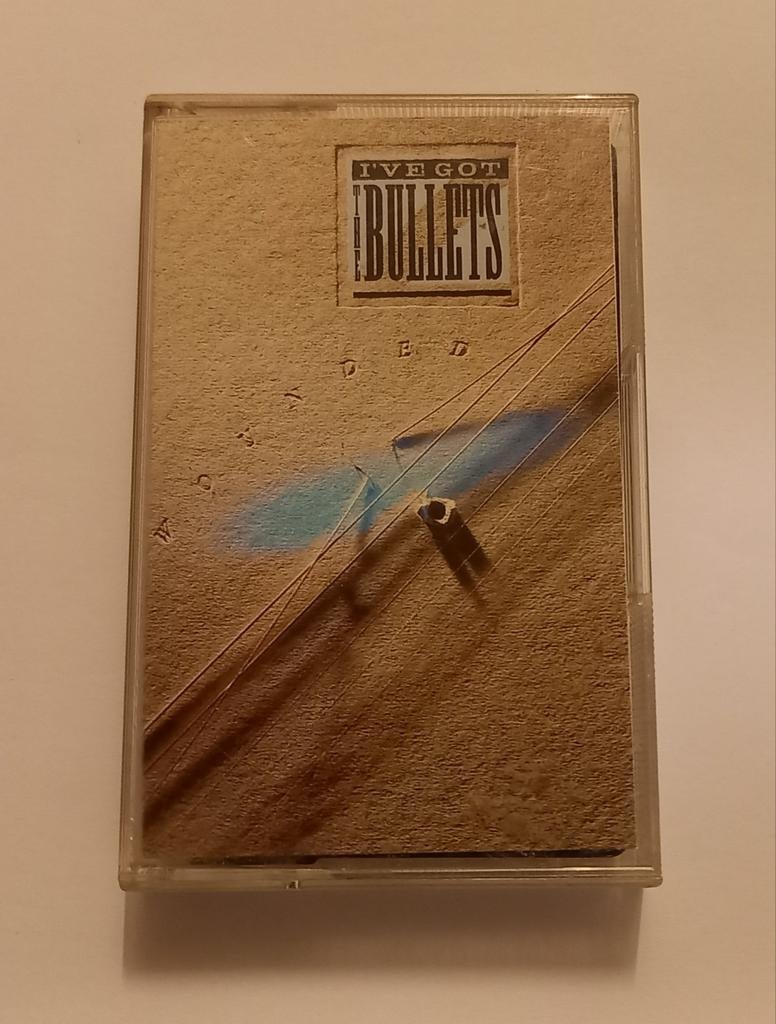 I'VE GOT
THE
BULLETS
WOUNDED